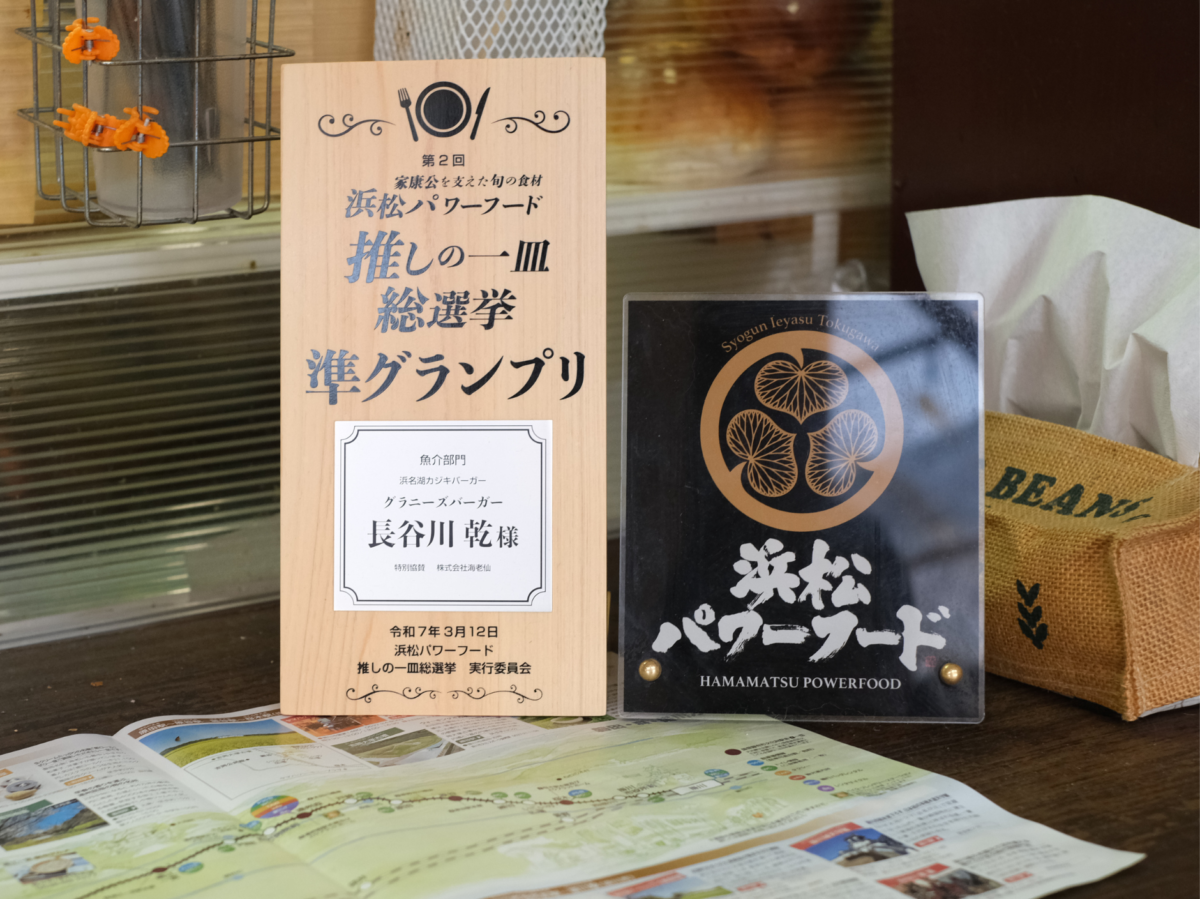 第2回
家康公を支えた旬の食材
浜松パワーフード
推しの一皿
総選挙
準グランプリ
魚介部門
浜名湖カジキバーガー
グラニーズバーガー
長谷川 乾 様
特別協賛 株式会社海老仙
令和7年3月12日
浜松パワーフード
推しの一皿総選挙 実行委員会
Syogun Ieyasu Tokugawa
浜松
パワーフード
HAMAMATSU POWERFOOD
BEANS